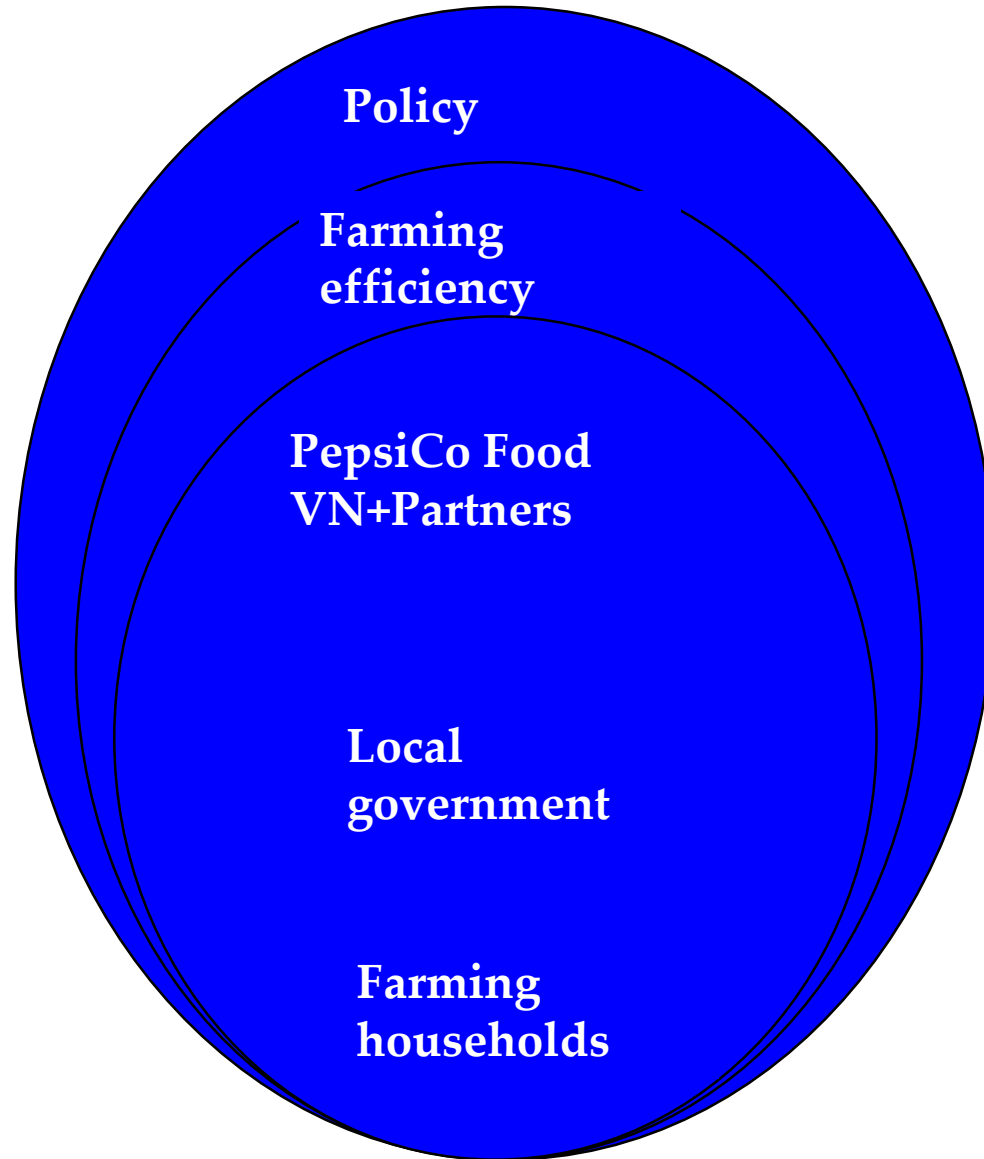 Policy
Farming
efficiency
PepsiCo Food
VN+Partners
Local
government
Farming
households